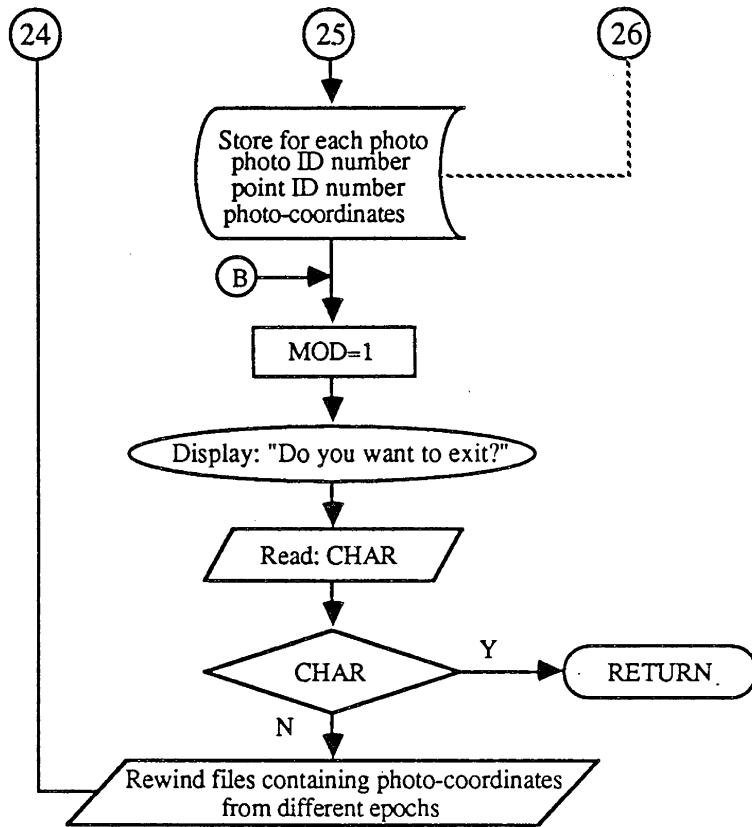 24
25
26
Store for each photo
photo ID number
point ID number
photo-coordinates
B
MOD=1
Display: "Do you want to exit?"
Read: CHAR
CHAR
Y
RETURN
N
Rewind files containing photo-coordinates
from different epochs